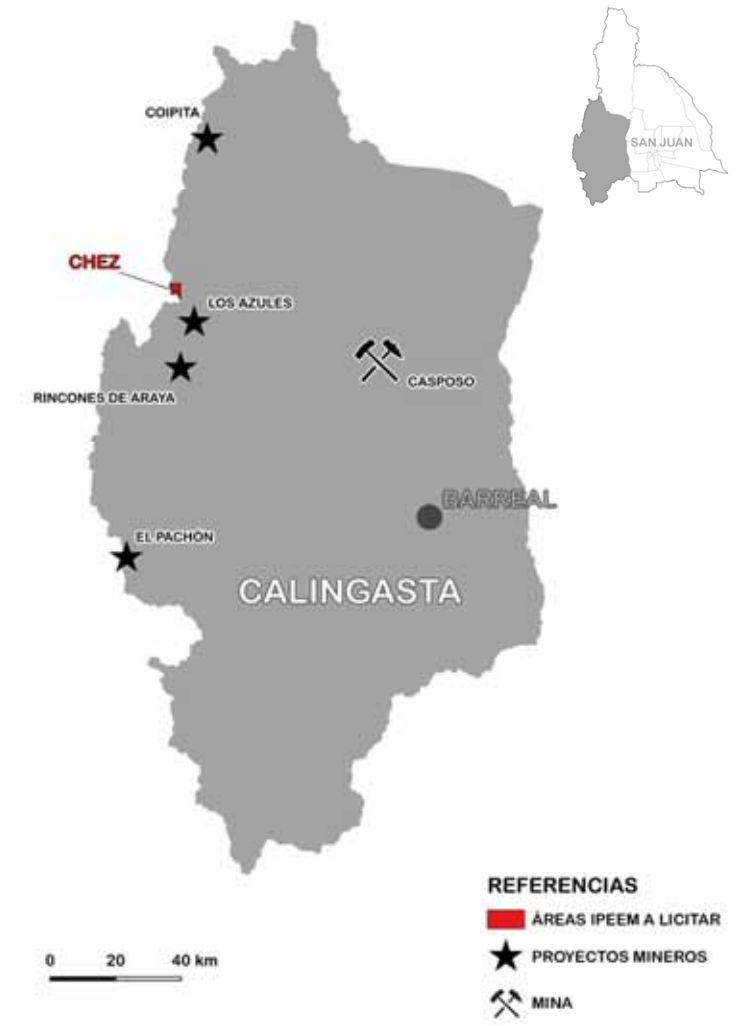 COIPITA
SAN JUAN
CHEZ
LOS AZULES
RINCONES DE ARAYA
CASPOSO
BARREAL
EL PACHÓN
CALINGASTA
REFERENCIAS
ÁREAS IPEEM A LICITAR
PROYECTOS MINEROS
MINA
0 20 40 km